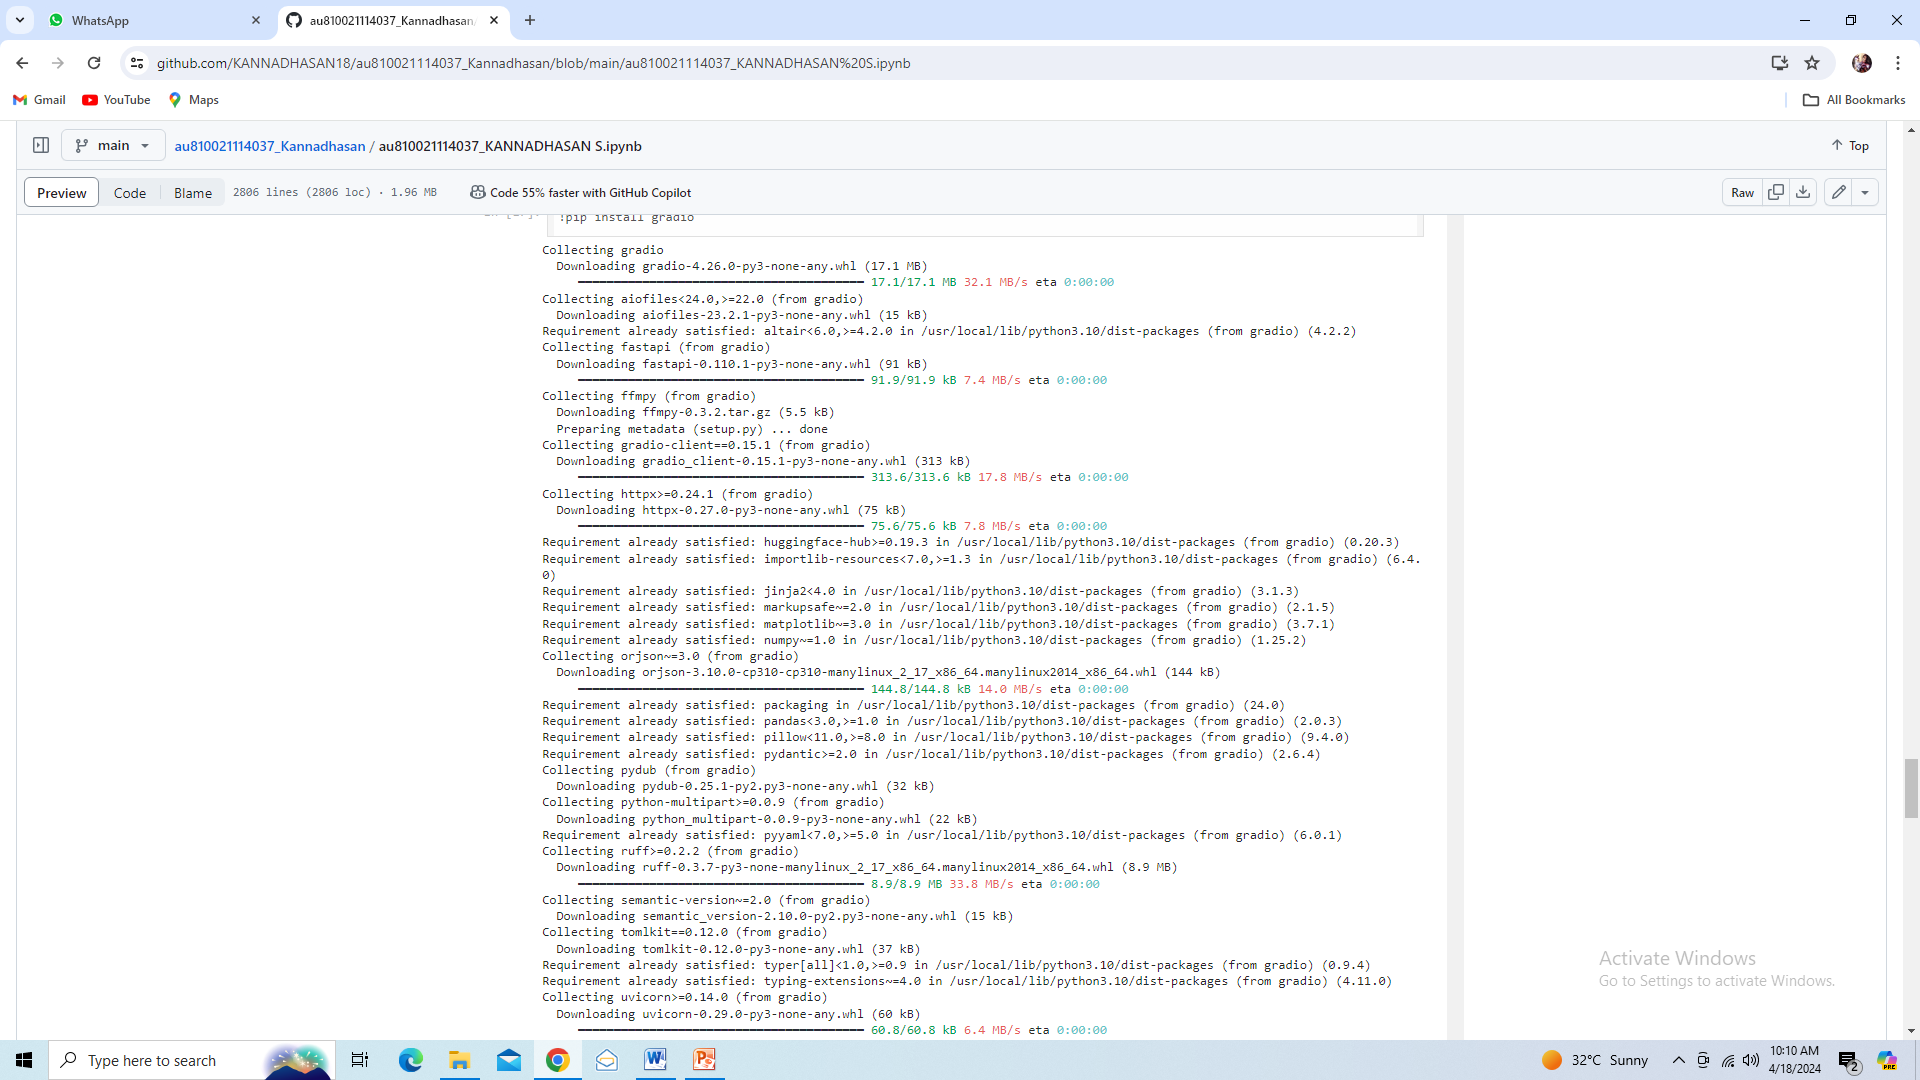 WhatsApp
au810021114037_Kannadhasan/
github.com/KANNADHASAN18/au810021114037_Kannadhasan/blob/main/au810021114037_KANNADHASAN%20S.ipynb
Gmail YouTube Maps All Bookmarks
main au810021114037_Kannadhasan / au810021114037_KANNADHASAN S.ipynb Top
Preview Code Blame 2806 lines (2806 loc) · 1.96 MB Code 55% faster with GitHub Copilot Raw
!pip install gradio
Collecting gradio
Downloading gradio-4.26.0-py3-none-any.whl (17.1 MB)
17.1/17.1 MB 32.1 MB/s eta 0:00:00
Collecting aiofiles<24.0,>=22.0 (from gradio)
Downloading aiofiles-23.2.1-py3-none-any.whl (15 kB)
Requirement already satisfied: altair<6.0,>=4.2.0 in /usr/local/lib/python3.10/dist-packages (from gradio) (4.2.2)
Collecting fastapi (from gradio)
Downloading fastapi-0.110.1-py3-none-any.whl (91 kB)
91.9/91.9 kB 7.4 MB/s eta 0:00:00
Collecting ffmpy (from gradio)
Downloading ffmpy-0.3.2.tar.gz (5.5 kB)
Preparing metadata (setup.py) ... done
Collecting gradio-client==0.15.1 (from gradio)
Downloading gradio_client-0.15.1-py3-none-any.whl (313 kB)
313.6/313.6 kB 17.8 MB/s eta 0:00:00
Collecting httpx>=0.24.1 (from gradio)
Downloading httpx-0.27.0-py3-none-any.whl (75 kB)
75.6/75.6 kB 7.8 MB/s eta 0:00:00
Requirement already satisfied: huggingface-hub>=0.19.3 in /usr/local/lib/python3.10/dist-packages (from gradio) (0.20.3)
Requirement already satisfied: importlib-resources<7.0,>=1.3 in /usr/local/lib/python3.10/dist-packages (from gradio) (6.4.
0)
Requirement already satisfied: jinja2<4.0 in /usr/local/lib/python3.10/dist-packages (from gradio) (3.1.3)
Requirement already satisfied: markupsafe~=2.0 in /usr/local/lib/python3.10/dist-packages (from gradio) (2.1.5)
Requirement already satisfied: matplotlib~=3.0 in /usr/local/lib/python3.10/dist-packages (from gradio) (3.7.1)
Requirement already satisfied: numpy~=1.0 in /usr/local/lib/python3.10/dist-packages (from gradio) (1.25.2)
Collecting orjson~=3.0 (from gradio)
Downloading orjson-3.10.0-cp310-cp310-manylinux_2_17_x86_64.manylinux2014_x86_64.whl (144 kB)
144.8/144.8 kB 14.0 MB/s eta 0:00:00
Requirement already satisfied: packaging in /usr/local/lib/python3.10/dist-packages (from gradio) (24.0)
Requirement already satisfied: pandas<3.0,>=1.0 in /usr/local/lib/python3.10/dist-packages (from gradio) (2.0.3)
Requirement already satisfied: pillow<11.0,>=8.0 in /usr/local/lib/python3.10/dist-packages (from gradio) (9.4.0)
Requirement already satisfied: pydantic>=2.0 in /usr/local/lib/python3.10/dist-packages (from gradio) (2.6.4)
Collecting pydub (from gradio)
Downloading pydub-0.25.1-py2.py3-none-any.whl (32 kB)
Collecting python-multipart>=0.0.9 (from gradio)
Downloading python_multipart-0.0.9-py3-none-any.whl (22 kB)
Requirement already satisfied: pyyaml<7.0,>=5.0 in /usr/local/lib/python3.10/dist-packages (from gradio) (6.0.1)
Collecting ruff>=0.2.2 (from gradio)
Downloading ruff-0.3.7-py3-none-manylinux_2_17_x86_64.manylinux2014_x86_64.whl (8.9 MB)
8.9/8.9 MB 33.8 MB/s eta 0:00:00
Collecting semantic-version~=2.0 (from gradio)
Downloading semantic_version-2.10.0-py2.py3-none-any.whl (15 kB)
Collecting tomlkit==0.12.0 (from gradio)
Downloading tomlkit-0.12.0-py3-none-any.whl (37 kB)
Requirement already satisfied: typer[all]<1.0,>=0.9 in /usr/local/lib/python3.10/dist-packages (from gradio) (0.9.4)
Requirement already satisfied: typing-extensions~=4.0 in /usr/local/lib/python3.10/dist-packages (from gradio) (4.11.0)
Collecting uvicorn>=0.14.0 (from gradio)
Downloading uvicorn-0.29.0-py3-none-any.whl (60 kB)
60.8/60.8 kB 6.4 MB/s eta 0:00:00
Activate Windows
Go to Settings to activate Windows.
Type here to search
32°C Sunny
10:10 AM
4/18/2024
2
PRE